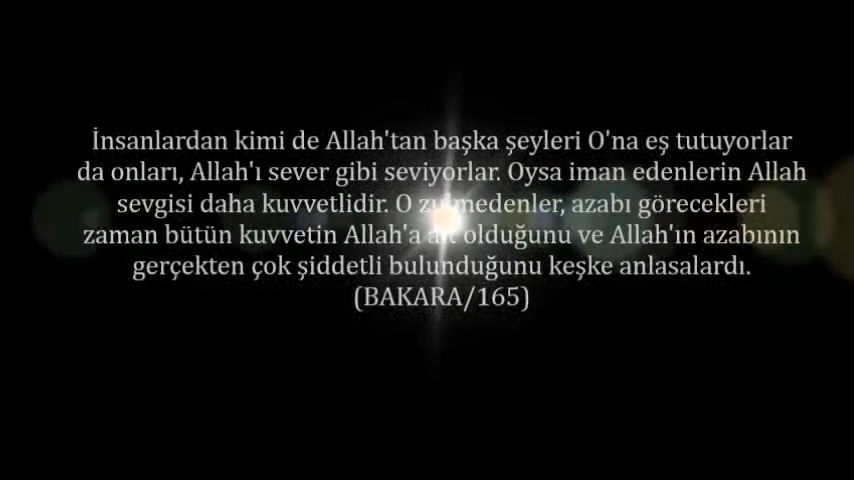 İnsanlardan kimi de Allah'tan başka şeyleri O'na eş tutuyorlar
da onları, Allah'ı sever gibi seviyorlar. Oysa iman edenlerin Allah
sevgisi daha kuvvetlidir. O zulmedenler, azabı görecekleri
zaman bütün kuvvetin Allah'a ait olduğunu ve Allah'ın azabının
gerçekten çok şiddetli bulunduğunu keşke anlasalardı.
(BAKARA/165)